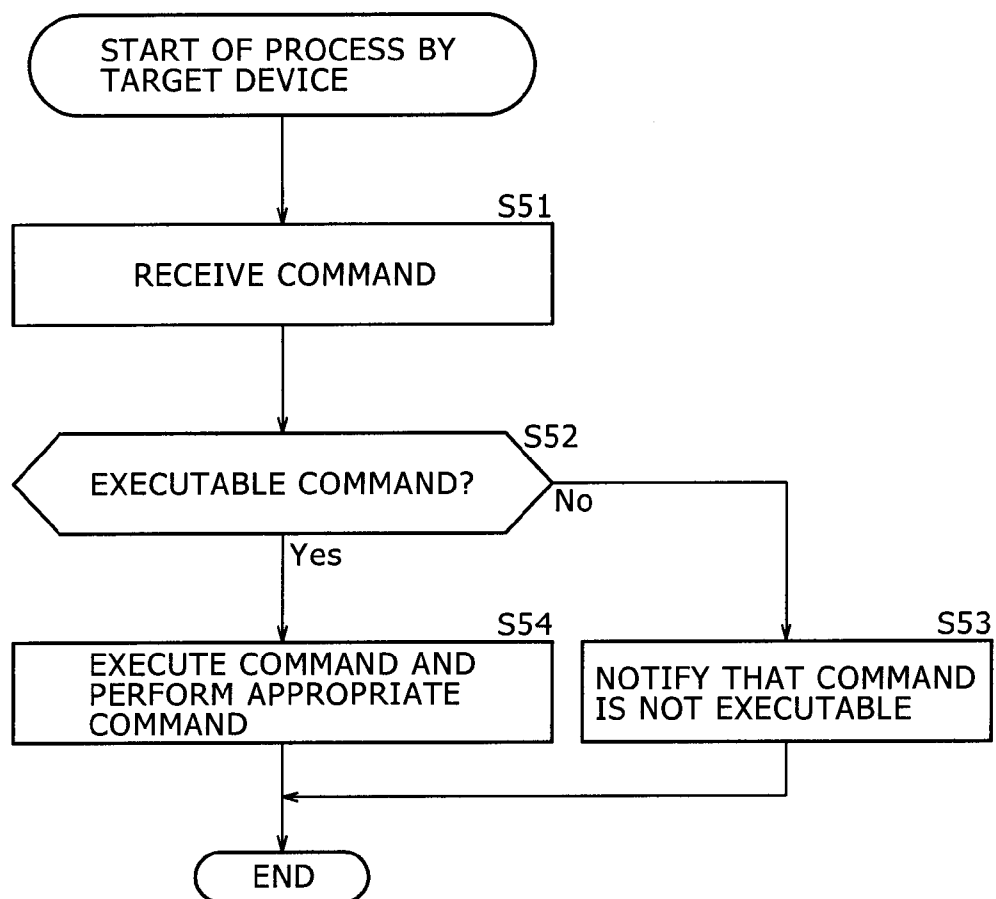 START OF PROCESS BY
TARGET DEVICE
S51
RECEIVE COMMAND
S52
EXECUTABLE COMMAND?
No
Yes
S54
EXECUTE COMMAND AND
PERFORM APPROPRIATE
COMMAND
S53
NOTIFY THAT COMMAND
IS NOT EXECUTABLE
END